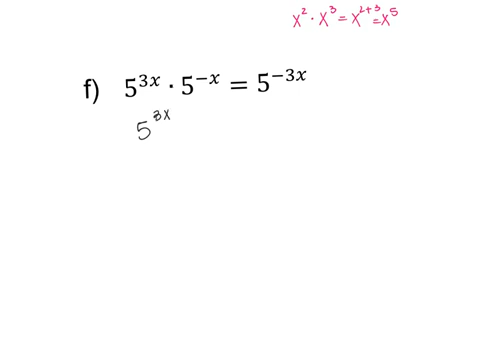 x² · x³ = x²⁺³ = x⁵
f) 5³ˣ · 5⁻ˣ = 5⁻³ˣ
5³ˣ